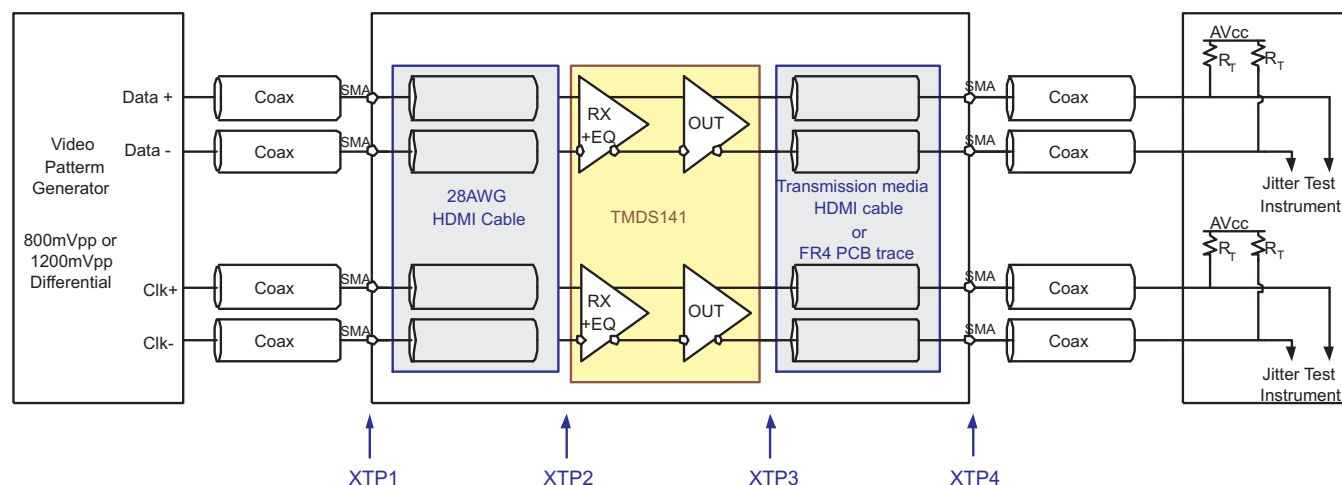 Video
Patterm
Generator
800mVpp or
1200mVpp
Differential
Data +
Data -
Clk+
Clk-
Coax
Coax
Coax
Coax
SMA
SMA
SMA
SMA
28AWG
HDMI Cable
RX
+EQ
OUT
TMDS141
RX
+EQ
OUT
Transmission media
HDMI cable
or
FR4 PCB trace
SMA
SMA
SMA
SMA
Coax
Coax
Coax
Coax
AVcc
RT
RT
Jitter Test
Instrument
AVcc
RT
RT
Jitter Test
Instrument
XTP1
XTP2
XTP3
XTP4